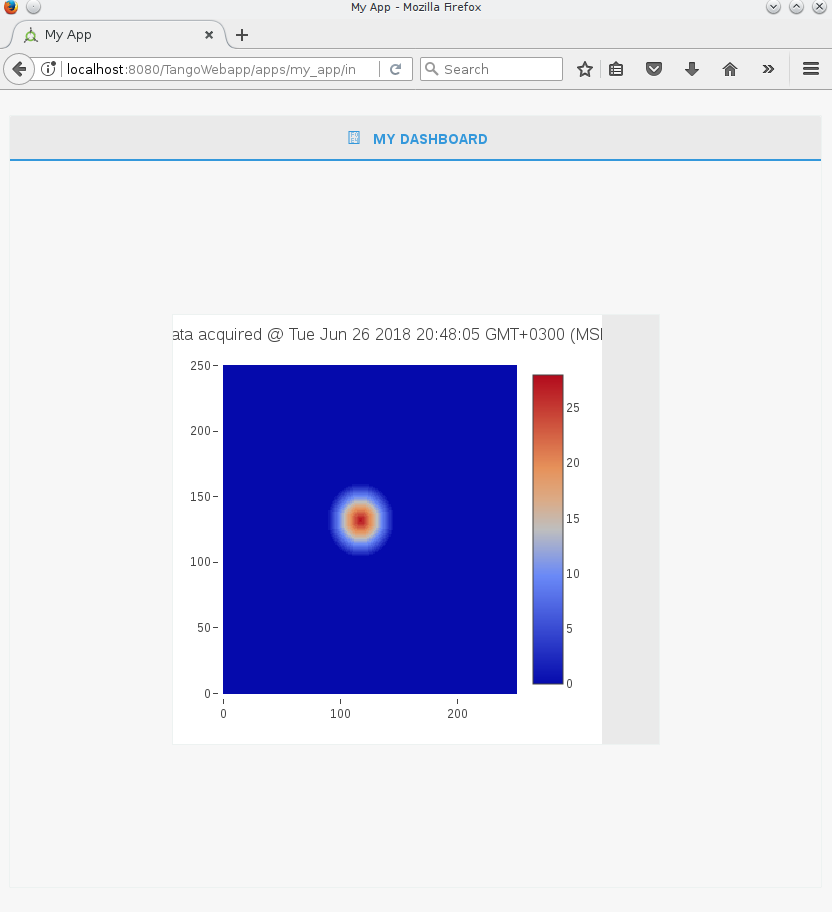 My App - Mozilla Firefox
My App
localhost:8080/TangoWebapp/apps/my_app/in
Search
MY DASHBOARD
ata acquired @ Tue Jun 26 2018 20:48:05 GMT+0300 (MS
250
200
150
100
50
0
0 100 200
25
20
15
10
5
0